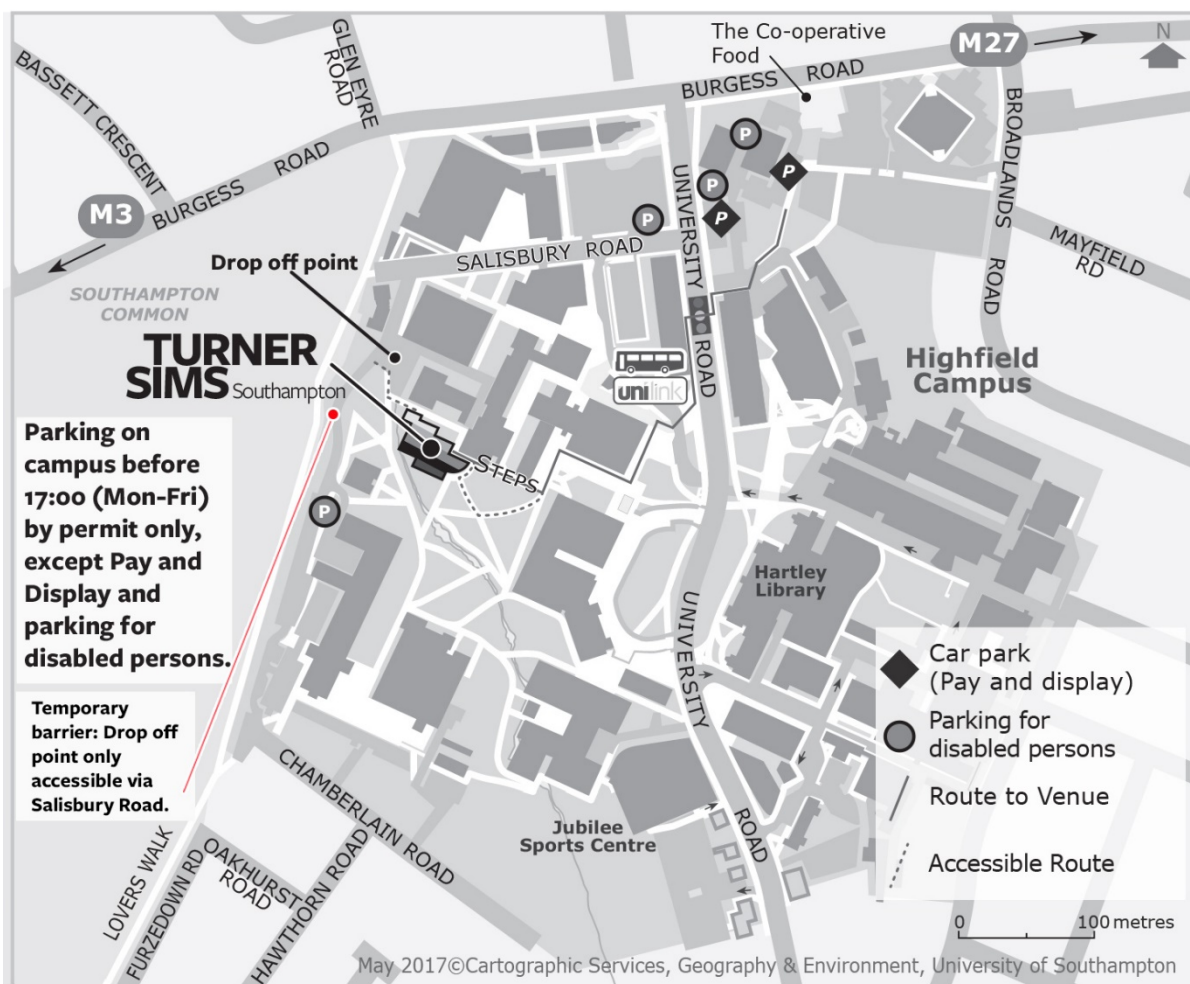 The Co-operative
Food
M27
N
GLEN EYRE
ROAD
BASSETT CRESCENT
BURGESS ROAD
BROADLANDS ROAD
M3
BURGESS ROAD
P
P
P
P
P
UNIVERSITY ROAD
SALISBURY ROAD
MAYFIELD
RD
Drop off point
SOUTHAMPTON
COMMON
TURNER
SIMS Southampton
unilink
Highfield
Campus
Parking on
campus before
17:00 (Mon-Fri)
by permit only,
except Pay and
Display and
parking for
disabled persons.
STEPS
P
Hartley
Library
UNIVERSITY ROAD
Temporary
barrier: Drop off
point only
accessible via
Salisbury Road.
CHAMBERLAIN ROAD
Jubilee
Sports Centre
LOVERS WALK
FURZEDOWN RD
OAKHURST
ROAD
HAWTHORN ROAD
Car park
(Pay and display)
P
Parking for
disabled persons
Route to Venue
Accessible Route
0 100 metres
May 2017©Cartographic Services, Geography & Environment, University of Southampton